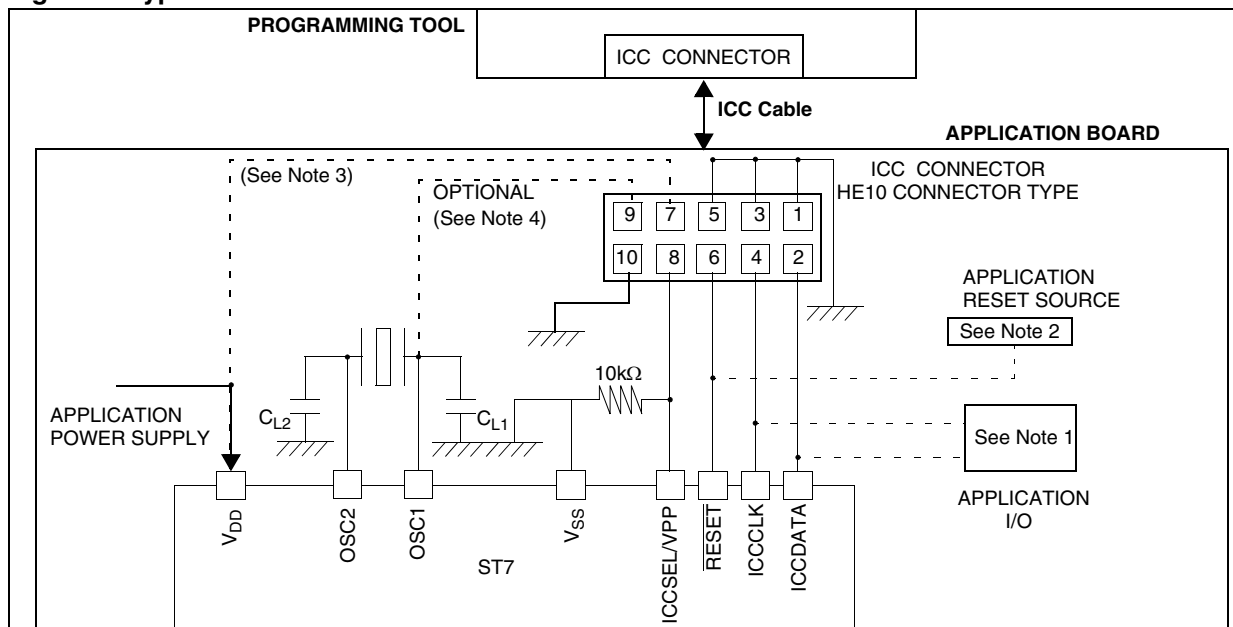 PROGRAMMING TOOL
ICC CONNECTOR
ICC Cable
APPLICATION BOARD
(See Note 3)
OPTIONAL
(See Note 4)
ICC CONNECTOR
HE10 CONNECTOR TYPE
9 7 5 3 1
10 8 6 4 2
APPLICATION
RESET SOURCE
See Note 2
10kΩ
APPLICATION
POWER SUPPLY
CL2
CL1
See Note 1
APPLICATION
I/O
VDD
OSC2
OSC1
VSS
ICCSEL/VPP
RESET
ICCCLK
ICCDATA
ST7